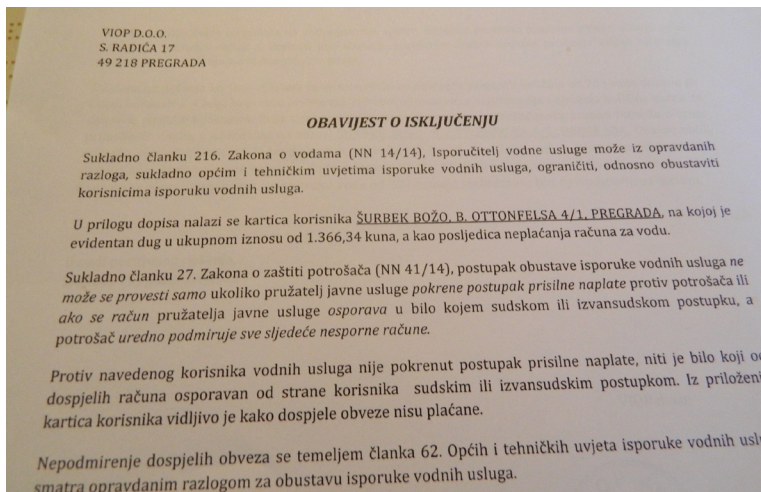 VIOP D.O.O.
S. RADIĆA 17
49 218 PREGRADA
OBAVIJEST O ISKLJUČENJU
Sukladno članku 216. Zakona o vodama (NN 14/14), Isporučitelj vodne usluge može iz opravdanih
razloga, sukladno općim i tehničkim uvjetima isporuke vodnih usluga, ograničiti, odnosno obustaviti
korisnicima isporuku vodnih usluga.
U prilogu dopisa nalazi se kartica korisnika ŠURBEK BOŽO, B. OTTONFELSA 4/1, PREGRADA, na kojoj je
evidentan dug u ukupnom iznosu od 1.366,34 kuna, a kao posljedica neplaćanja računa za vodu.
Sukladno članku 27. Zakona o zaštiti potrošača (NN 41/14), postupak obustave isporuke vodnih usluga ne
može se provesti samo ukoliko pružatelj javne usluge pokrene postupak prisilne naplate protiv potrošača ili
ako se račun pružatelja javne usluge osporava u bilo kojem sudskom ili izvansudskom postupku, a
potrošač uredno podmiruje sve sljedeće nesporne račune.
Protiv navedenog korisnika vodnih usluga nije pokrenut postupak prisilne naplate, niti je bilo koji od
dospjelih računa osporavan od strane korisnika sudskim ili izvansudskim postupkom. Iz priloženi
kartica korisnika vidljivo je kako dospjele obveze nisu plaćane.
Nepodmirenje dospjelih obveza se temeljem članka 62. Općih i tehničkih uvjeta isporuke vodnih uslu
smatra opravdanim razlogom za obustavu isporuke vodnih usluga.